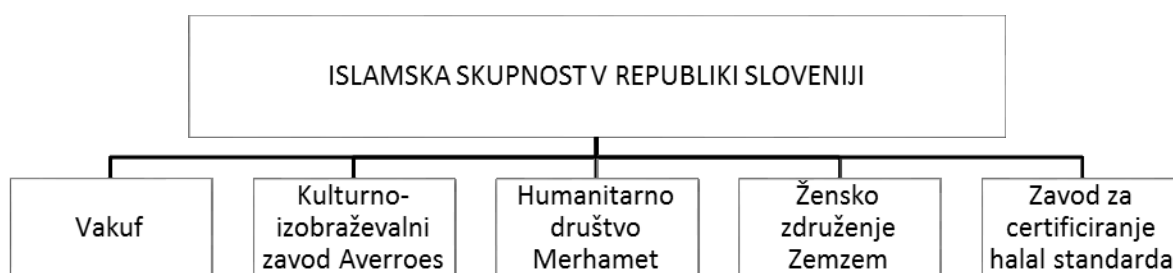 ISLAMSKA SKUPNOST V REPUBLIKI SLOVENIJI
Vakuf
Kulturno-
izobraževalni
zavod Averroes
Humanitarno
društvo
Merhamet
Žensko
združenje
Zemzem
Zavod za
certificiranje
halal standarda